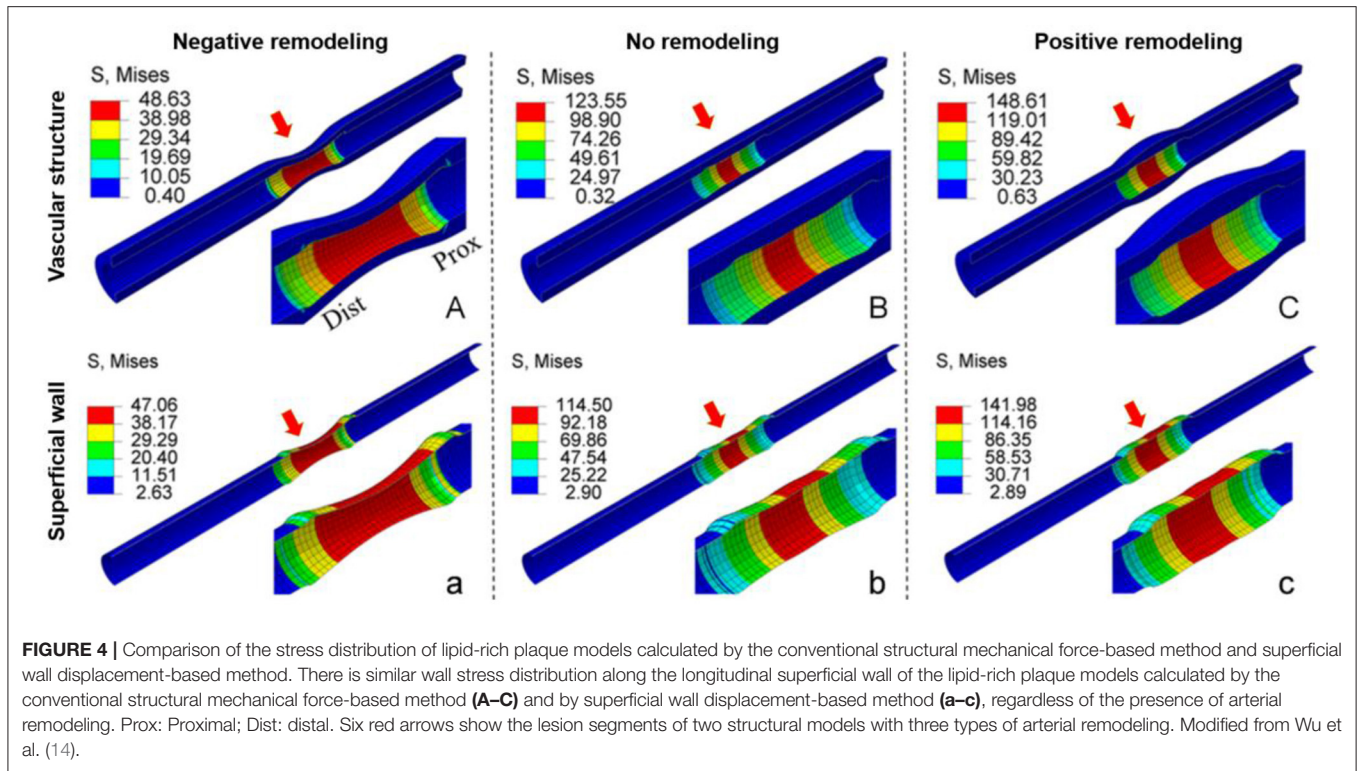 Negative remodeling
No remodeling
Positive remodeling
Vascular structure
S, Mises
48.63
38.98
29.34
19.69
10.05
0.40
Prox
Dist
A
S, Mises
123.55
98.90
74.26
49.61
24.97
0.32
B
S, Mises
148.61
119.01
89.42
59.82
30.23
0.63
C
Superficial wall
S, Mises
47.06
38.17
29.29
20.40
11.51
2.63
a
S, Mises
114.50
92.18
69.86
47.54
25.22
2.90
b
S, Mises
141.98
114.16
86.35
58.53
30.71
2.89
c
FIGURE 4 | Comparison of the stress distribution of lipid-rich plaque models calculated by the conventional structural mechanical force-based method and superficial
wall displacement-based method. There is similar wall stress distribution along the longitudinal superficial wall of the lipid-rich plaque models calculated by the
conventional structural mechanical force-based method (A–C) and by superficial wall displacement-based method (a–c), regardless of the presence of arterial
remodeling. Prox: Proximal; Dist: distal. Six red arrows show the lesion segments of two structural models with three types of arterial remodeling. Modified from Wu et
al. (14).